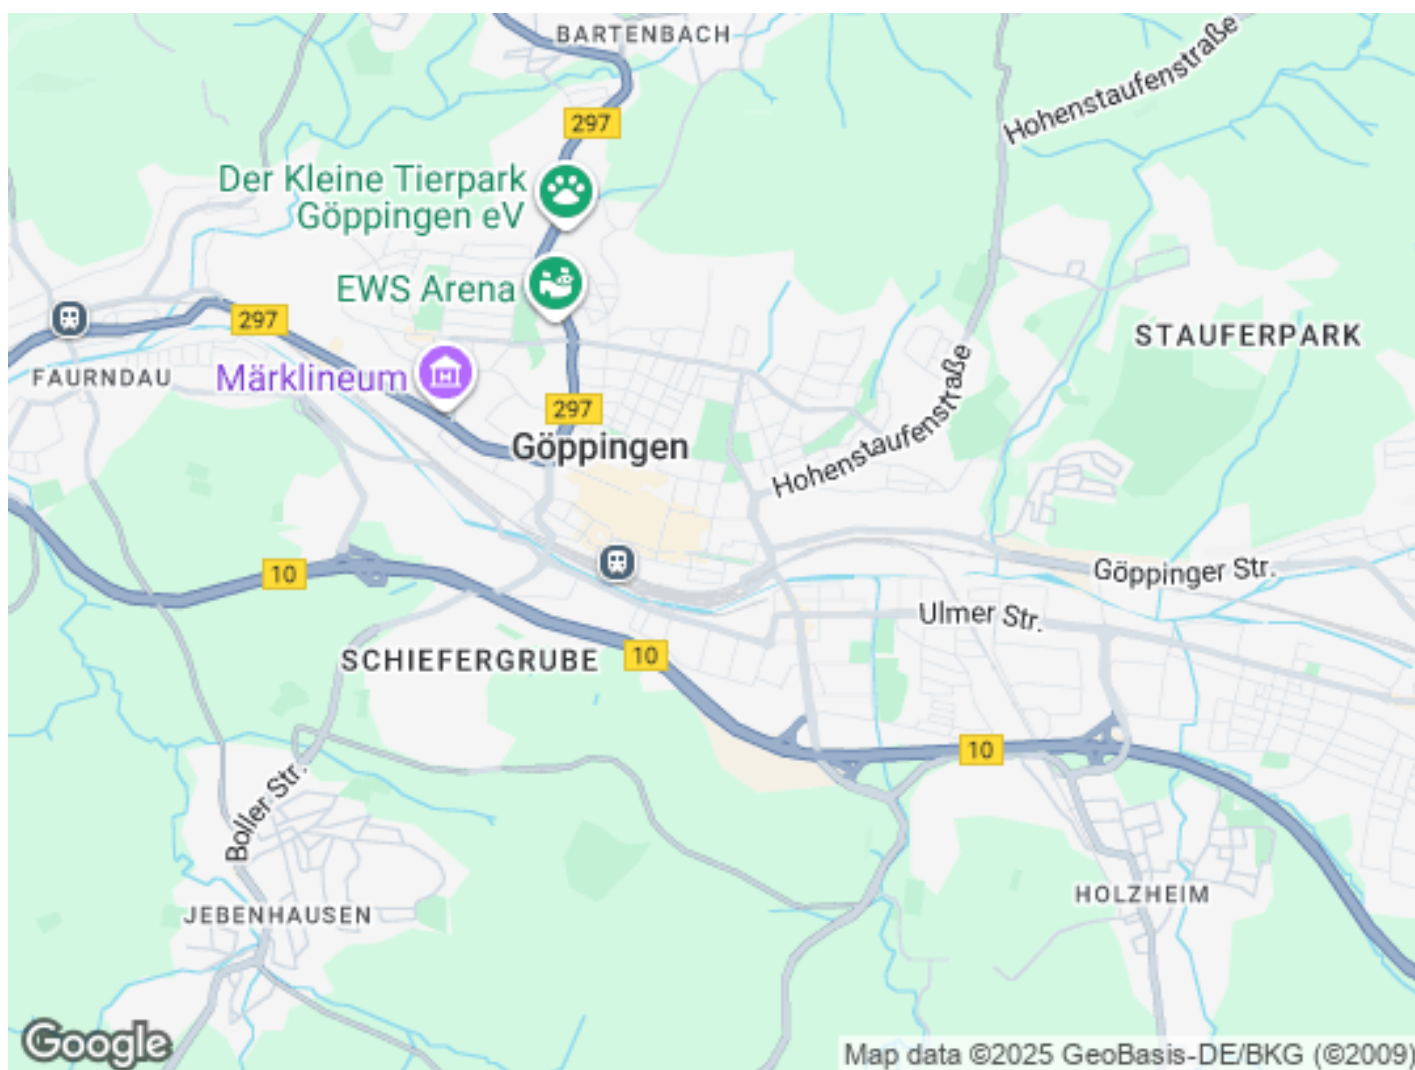 BARTENBACH
Hohenstaufenstraße
297
Der Kleine Tierpark
Göppingen eV
EWS Arena
297
STAUFERPARK
FAURNDAU
Märklineum
297
Göppingen
Hohenstaufenstraße
10
Göppinger Str.
Ulmer Str.
SCHIEFERGRUBE
10
10
Boller Str.
HOLZHEIM
JEBENHAUSEN
Google
Map data ©2025 GeoBasis-DE/BKG (©2009)